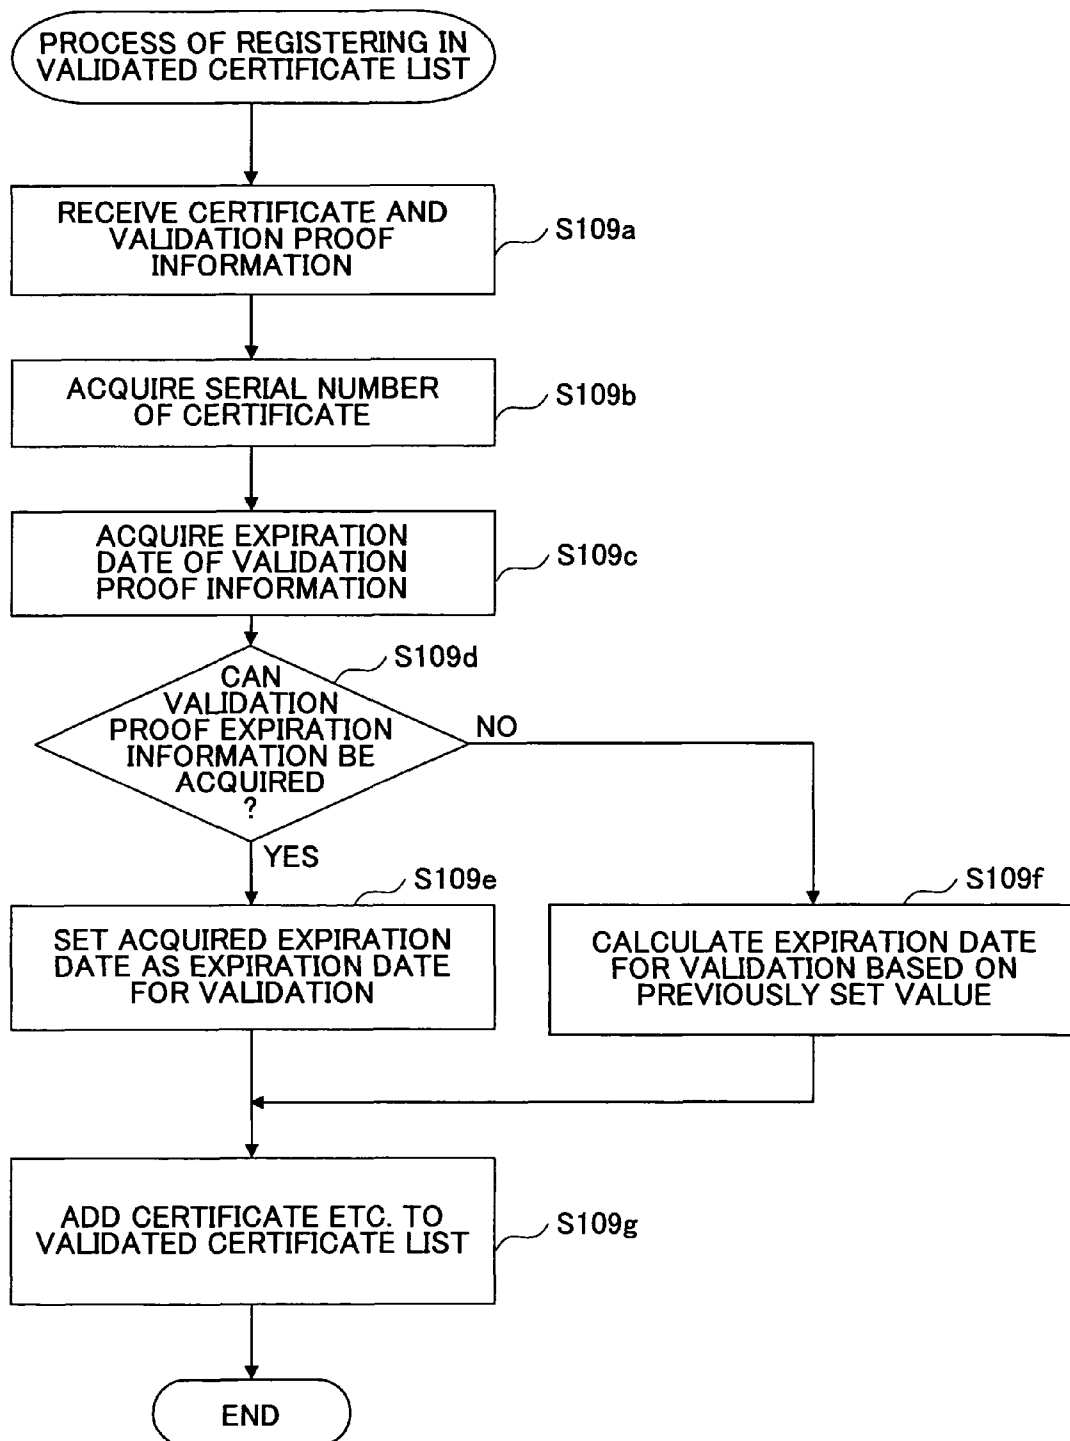 PROCESS OF REGISTERING IN
VALIDATED CERTIFICATE LIST
RECEIVE CERTIFICATE AND
VALIDATION PROOF
INFORMATION
S109a
ACQUIRE SERIAL NUMBER
OF CERTIFICATE
S109b
ACQUIRE EXPIRATION
DATE OF VALIDATION
PROOF INFORMATION
S109c
S109d
CAN
VALIDATION
PROOF EXPIRATION
INFORMATION BE
ACQUIRED
?
NO
YES
S109e
SET ACQUIRED EXPIRATION
DATE AS EXPIRATION DATE
FOR VALIDATION
S109f
CALCULATE EXPIRATION DATE
FOR VALIDATION BASED ON
PREVIOUSLY SET VALUE
ADD CERTIFICATE ETC. TO
VALIDATED CERTIFICATE LIST
S109g
END